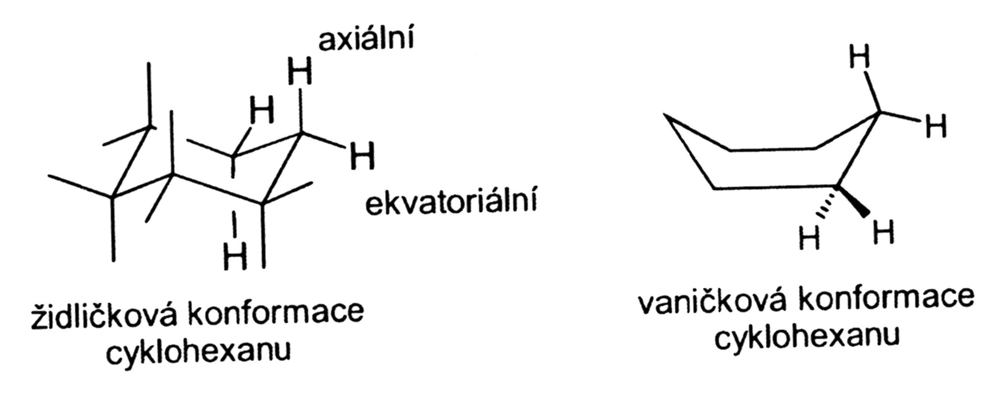 axiální
H
H
H
ekvatoriální
H
židličková konformace
cyklohexanu
H
H
H
H
vaničková konformace
cyklohexanu